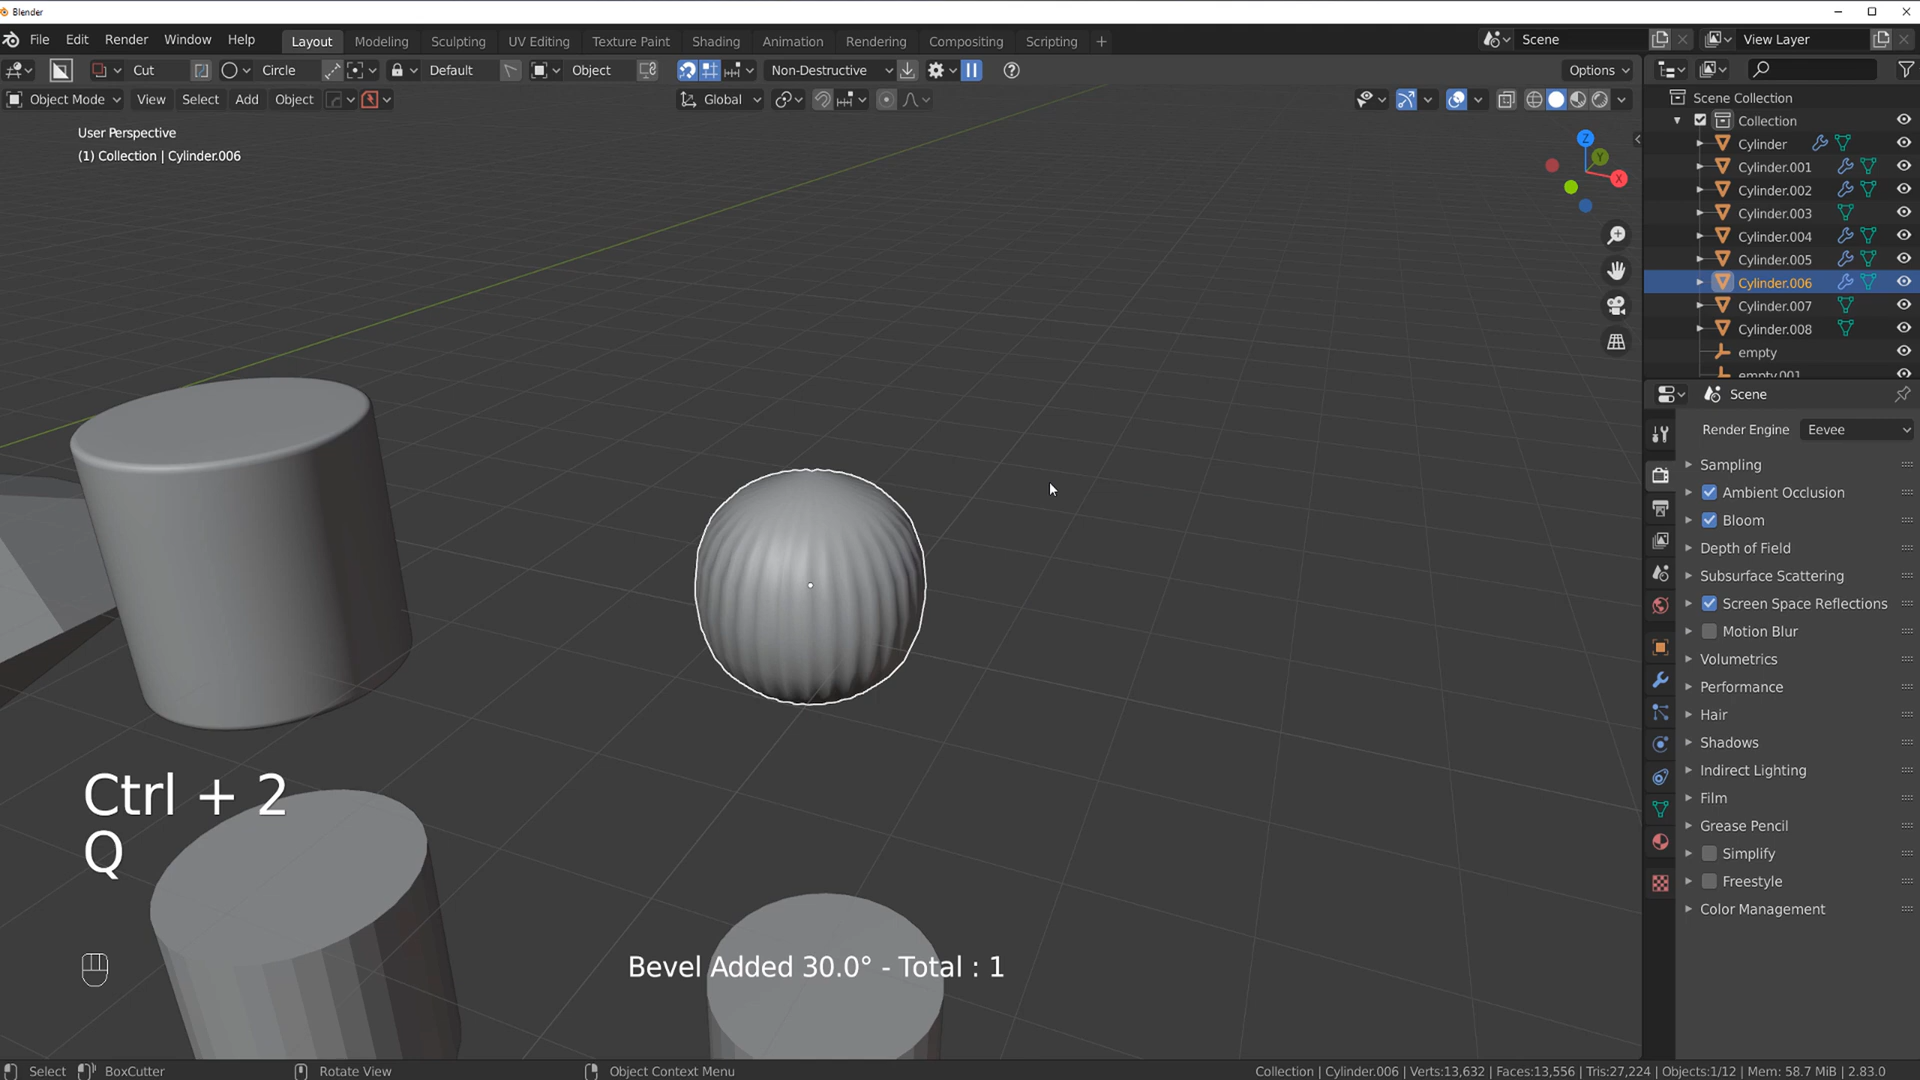 Blender
File Edit Render Window Help
Layout Modeling Sculpting UV Editing Texture Paint Shading Animation Rendering Compositing Scripting +
Scene
View Layer
Cut
Circle
Default
Object
Non-Destructive
Options
Object Mode
View Select Add Object
Global
User Perspective
(1) Collection | Cylinder.006
Z
Y
X
Scene Collection
Collection
Cylinder
Cylinder.001
Cylinder.002
Cylinder.003
Cylinder.004
Cylinder.005
Cylinder.006
Cylinder.007
Cylinder.008
empty
empty.001
Scene
Render Engine
Eevee
Sampling
Ambient Occlusion
Bloom
Depth of Field
Subsurface Scattering
Screen Space Reflections
Motion Blur
Volumetrics
Performance
Hair
Shadows
Indirect Lighting
Film
Grease Pencil
Simplify
Freestyle
Color Management
Ctrl + 2
Q
Bevel Added 30.0° - Total : 1
Select
BoxCutter
Rotate View
Object Context Menu
Collection | Cylinder.006 | Verts:13,632 | Faces:13,556 | Tris:27,224 | Objects:1/12 | Mem: 58.7 MiB | 2.83.0